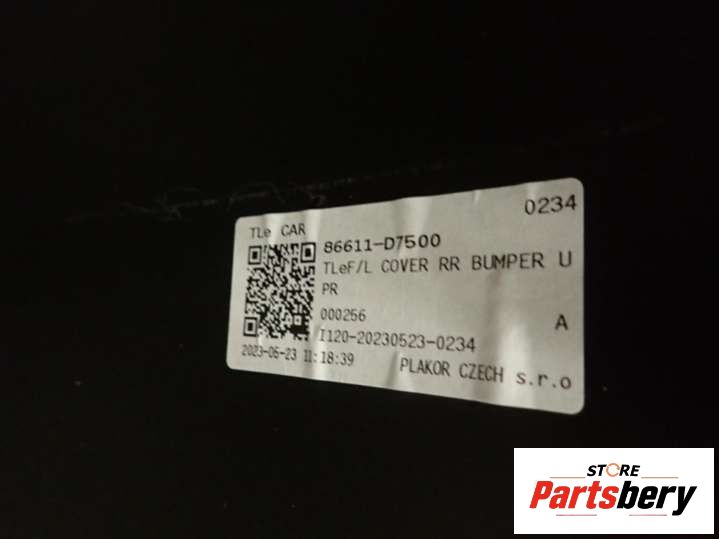 0234
TLe CAR
86611-D7500
TLeF/L COVER RR BUMPER U
PR
000256
A
I120-20230523-0234
2023-05-23 11:18:39
PLAKOR CZECH s.r.o
STORE
Partsbery